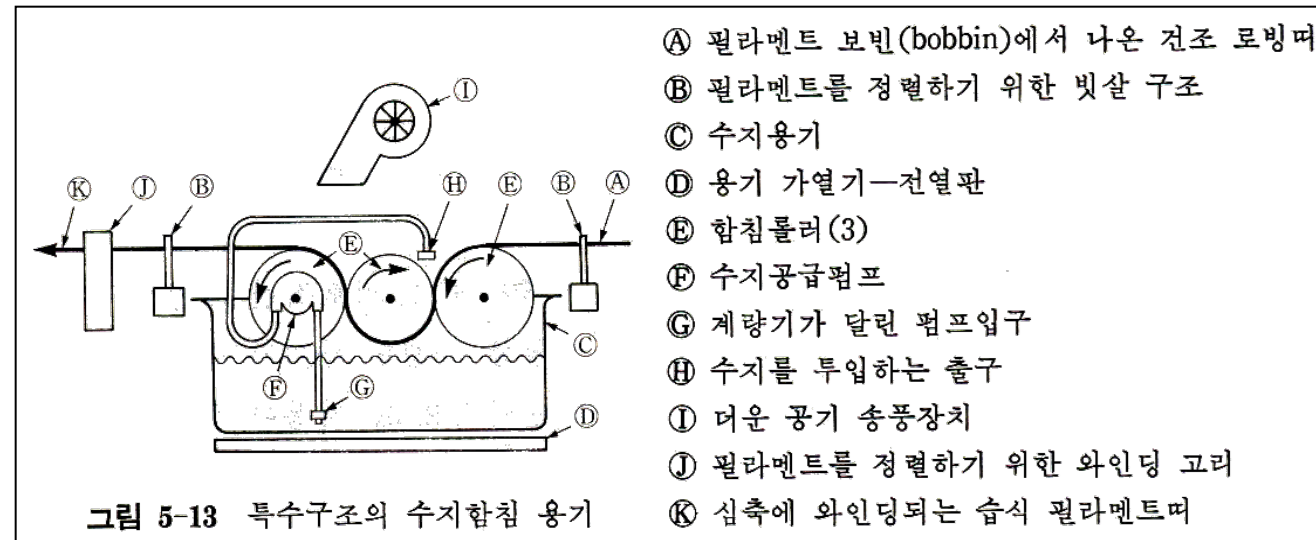 Ⓐ 필라멘트 보빈(bobbin)에서 나온 건조 로빙띠
Ⓑ 필라멘트를 정렬하기 위한 빗살 구조
Ⓒ 수지용기
Ⓓ 용기 가열기—전열판
Ⓔ 함침롤러(3)
Ⓕ 수지공급펌프
Ⓖ 계량기가 달린 펌프입구
Ⓗ 수지를 투입하는 출구
Ⓘ 더운 공기 송풍장치
Ⓙ 필라멘트를 정렬하기 위한 와인딩 고리
Ⓚ 심축에 와인딩되는 습식 필라멘트띠
Ⓘ
Ⓚ Ⓙ Ⓑ Ⓗ Ⓔ Ⓑ Ⓐ
Ⓔ
Ⓒ
Ⓕ Ⓖ
Ⓓ
그림 5-13 특수구조의 수지함침 용기